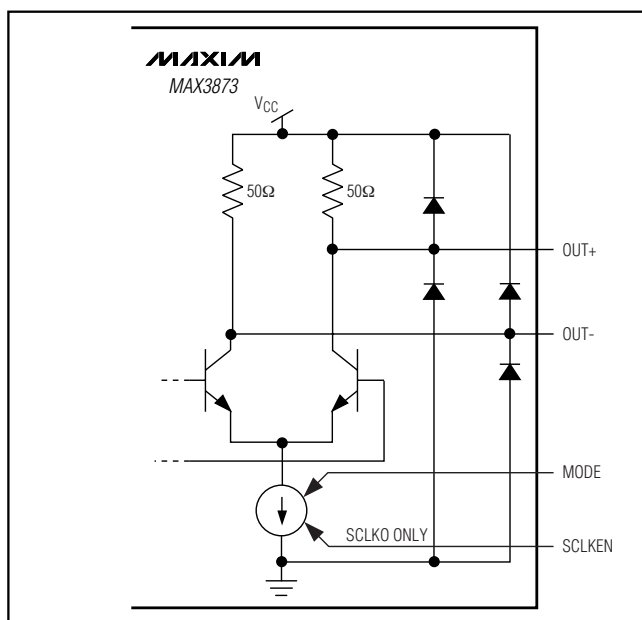 MAXIM
MAX3873
VCC
50Ω
50Ω
OUT+
OUT-
MODE
SCLKO ONLY
SCLKEN